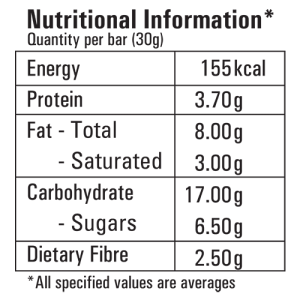 Nutritional Information*
Quantity per bar (30g)
Energy 155kcal
Protein 3.70g
Fat - Total 8.00g
- Saturated 3.00g
Carbohydrate 17.00g
- Sugars 6.50g
Dietary Fibre 2.50g
*All specified values are averages